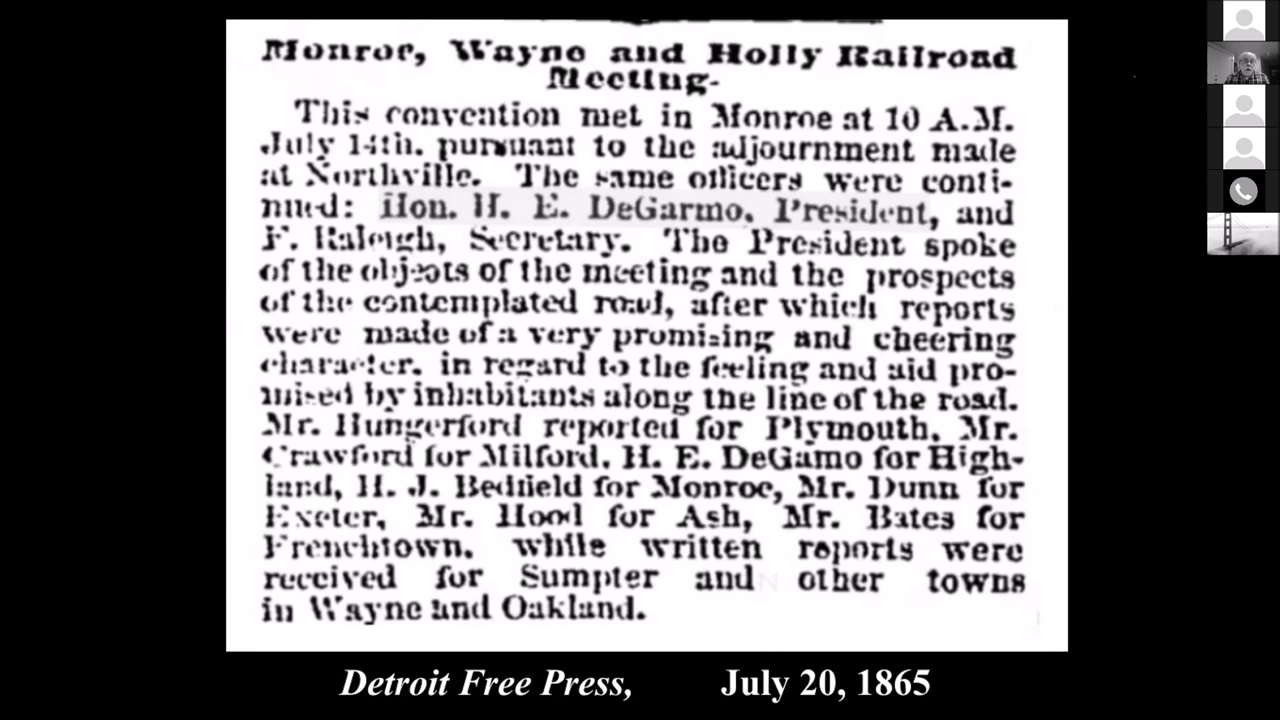 Monroe, Wayne and Holly Railroad
Meeting-
This convention met in Monroe at 10 A.M.
July 14th. pursuant to the adjournment made
at Northville. The same officers were conti-
nued: Hon. H. E. DeGarmo, President, and
F. Raleigh, Secretary. The President spoke
of the objects of the meeting and the prospects
of the contemplated road, after which reports
were made of a very promising and cheering
character, in regard to the feeling and aid pro-
mised by inhabitants along the line of the road.
Mr. Hungerford reported for Plymouth, Mr.
Crawford for Milford, H. E. DeGamo for High-
land, H. J. Redfield for Monroe, Mr. Dunn for
Exeter, Mr. Hood for Ash, Mr. Bates for
Frenchtown, while written reports were
received for Sumpter and other towns
in Wayne and Oakland.
Detroit Free Press, July 20, 1865